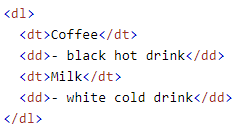 <dl>
  <dt>Coffee</dt>
  <dd>- black hot drink</dd>
  <dt>Milk</dt>
  <dd>- white cold drink</dd>
</dl>